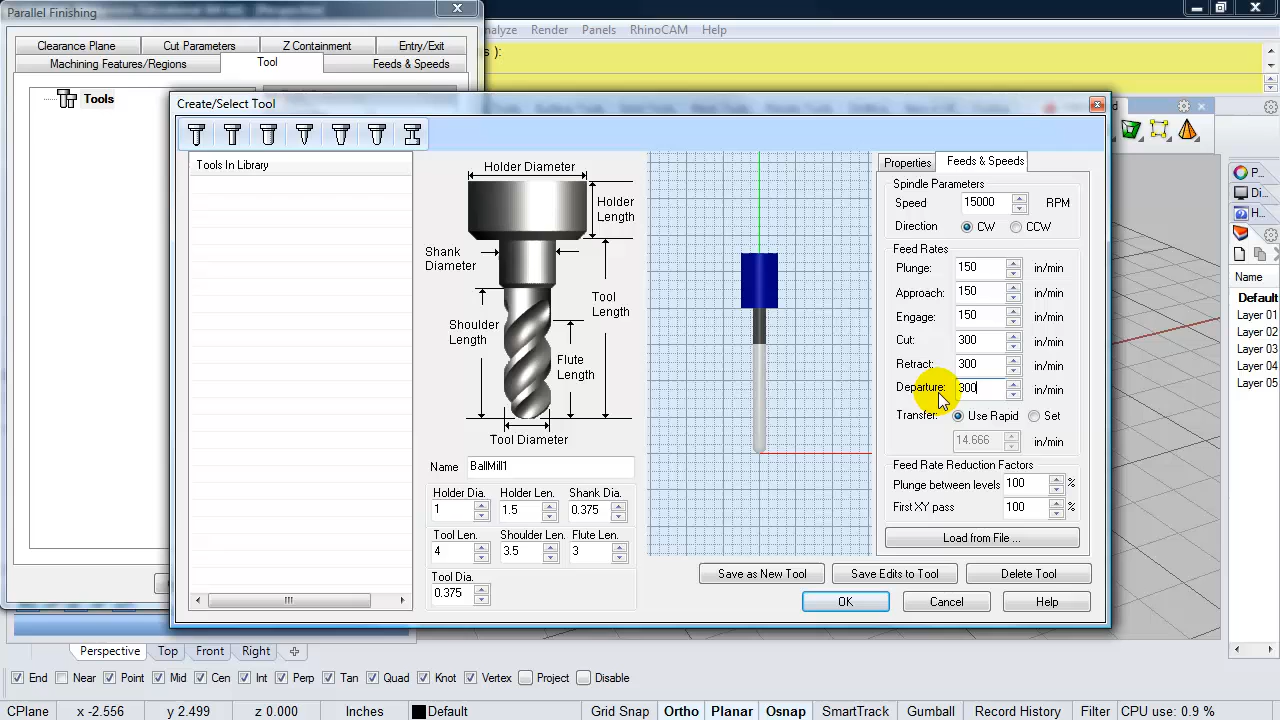 Parallel Finishing
Clearance Plane Cut Parameters Z Containment Entry/Exit
Machining Features/Regions Tool Feeds & Speeds
Tools
Render Panels RhinoCAM Help
Create/Select Tool
Tools In Library
Holder Diameter
Holder
Length
Shank
Diameter
Tool
Length
Shoulder
Length
Flute
Length
Tool Diameter
Name BallMill1
Holder Dia. Holder Len. Shank Dia.
1 1.5 0.375
Tool Len. Shoulder Len. Flute Len.
4 3.5 3
Tool Dia.
0.375
Properties Feeds & Speeds
Spindle Parameters
Speed 15000 RPM
Direction CW CCW
Feed Rates
Plunge: 150 in/min
Approach: 150 in/min
Engage: 150 in/min
Cut: 300 in/min
Retract: 300 in/min
Departure: 300 in/min
Transfer: Use Rapid Set
14.666 in/min
Feed Rate Reduction Factors
Plunge between levels 100 %
First XY pass 100 %
Load from File ...
Save as New Tool Save Edits to Tool Delete Tool
OK Cancel Help
P...
Di...
H...
Name
Default
Layer 01
Layer 02
Layer 03
Layer 04
Layer 05
Perspective Top Front Right
End Near Point Mid Cen Int Perp Tan Quad Knot Vertex Project Disable
CPlane x -2.556 y 2.499 z 0.000 Inches Default Grid Snap Ortho Planar Osnap SmartTrack Gumball Record History Filter CPU use: 0.9 %